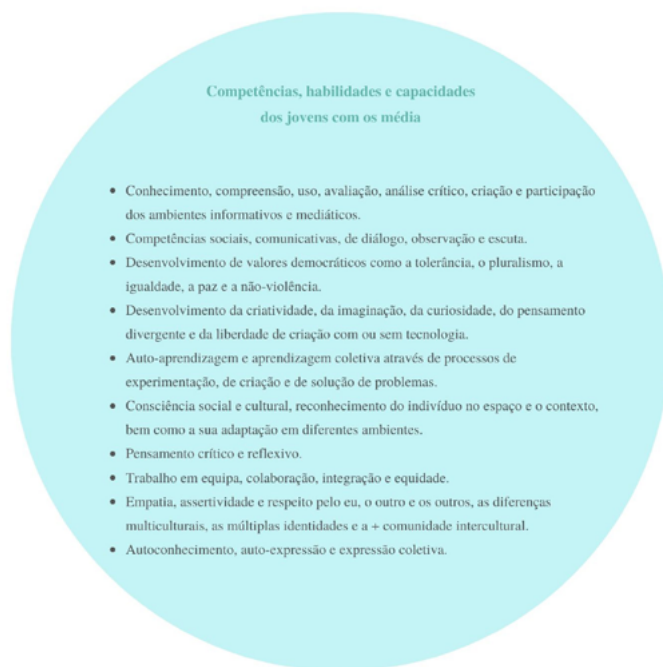 Competências, habilidades e capacidades
dos jovens com os média
• Conhecimento, compreensão, uso, avaliação, análise crítico, criação e participação
dos ambientes informativos e mediáticos.
• Competências sociais, comunicativas, de diálogo, observação e escuta.
• Desenvolvimento de valores democráticos como a tolerância, o pluralismo, a
igualdade, a paz e a não-violência.
• Desenvolvimento da criatividade, da imaginação, da curiosidade, do pensamento
divergente e da liberdade de criação com ou sem tecnologia.
• Auto-aprendizagem e aprendizagem coletiva através de processos de
experimentação, de criação e de solução de problemas.
• Consciência social e cultural, reconhecimento do indivíduo no espaço e o contexto,
bem como a sua adaptação em diferentes ambientes.
• Pensamento crítico e reflexivo.
• Trabalho em equipa, colaboração, integração e equidade.
• Empatia, assertividade e respeito pelo eu, o outro e os outros, as diferenças
multiculturais, as múltiplas identidades e a + comunidade intercultural.
• Autoconhecimento, auto-expressão e expressão coletiva.